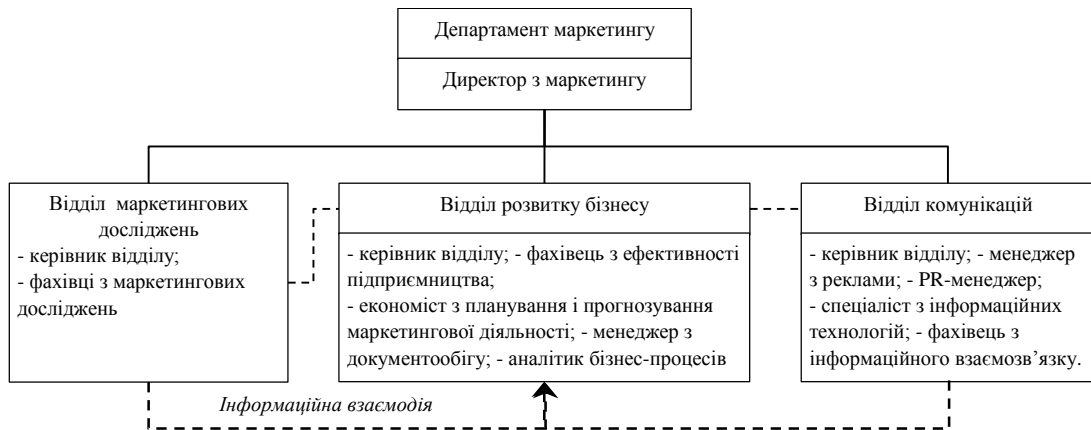 Департамент маркетингу
Директор з маркетингу
Відділ маркетингових
досліджень
- керівник відділу;
- фахівці з маркетингових
досліджень
Відділ розвитку бізнесу
- керівник відділу; - фахівець з ефективності
підприємництва;
- економіст з планування і прогнозування
маркетингової діяльності; - менеджер з
документообігу; - аналітик бізнес-процесів
Відділ комунікацій
- керівник відділу; - менеджер
з реклами; - PR-менеджер;
- спеціаліст з інформаційних
технологій; - фахівець з
інформаційного взаємозв’язку.
Інформаційна взаємодія